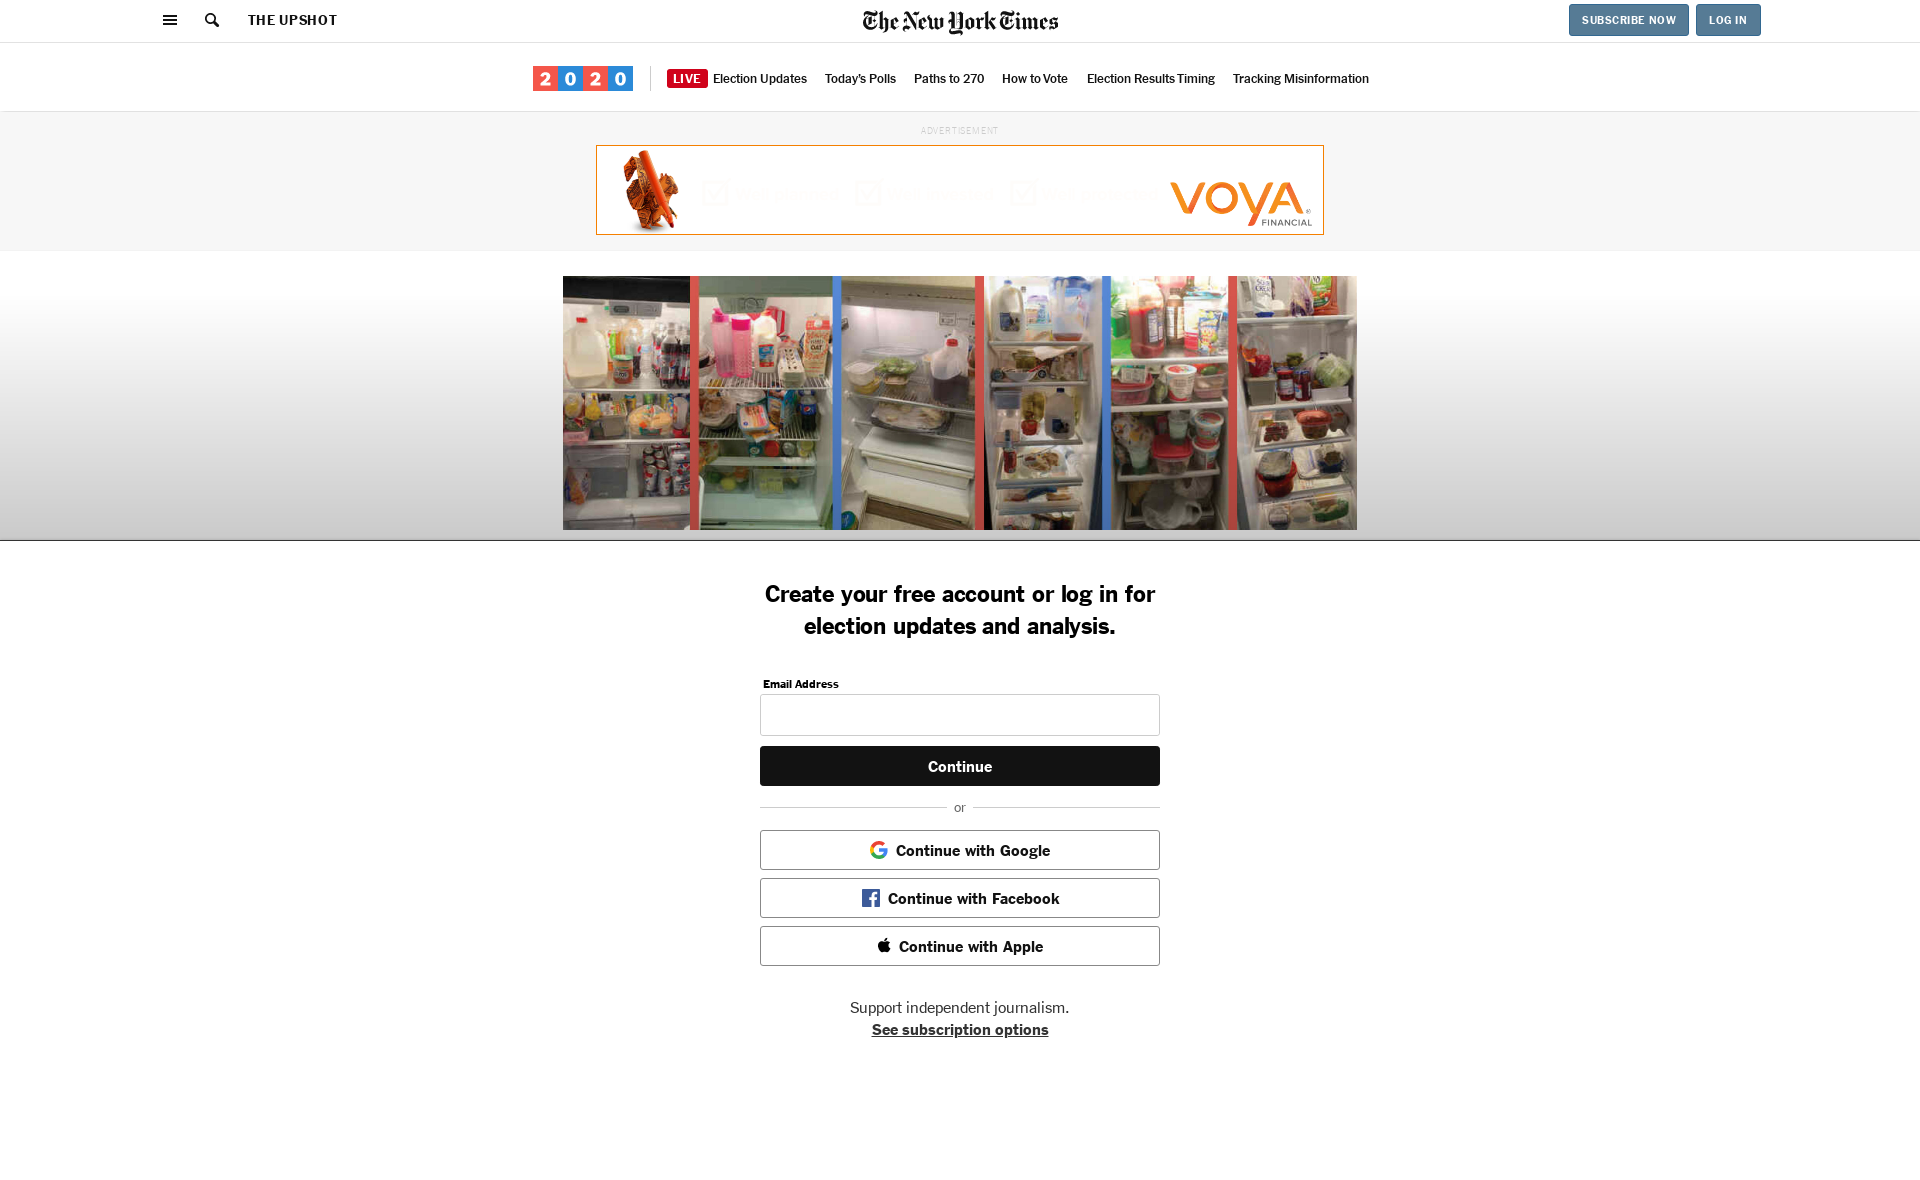 THE UPSHOT
The New York Times
SUBSCRIBE NOW
LOG IN
2020
LIVE Election Updates Today's Polls Paths to 270 How to Vote Election Results Timing Tracking Misinformation
ADVERTISEMENT
VOYA
FINANCIAL
OAT
Create your free account or log in for
election updates and analysis.
Email Address
Continue
or
Continue with Google
Continue with Facebook
Continue with Apple
Support independent journalism.
See subscription options